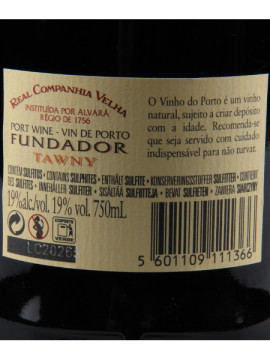 REAL COMPANHIA VELHA
INSTITUÍDA POR ALVARÁ
RÉGIO DE 1756
PORT WINE - VIN DE PORTO
FUNDADOR
TAWNY
O Vinho do Porto é um vinho
natural, sujeito a criar depósito
com a idade. Recomenda-se
que seja servido com cuidado
indispensável para não turvar.
CONTÉM SULFITOS • CONTAINS SULPHITES • ENTHÄLT SULFITE • KONSERVERINGSSTOFFER SULFITTER • CONTIENT
DES SULFITES • INNEHÅLLER SULFITER • SISÄLTÄÄ SULFIITTEJA • BEVAT SULFIETEN • ZAWIERA SIARCZYNY
19% alc/vol. 19% vol. 750mL
PONTO
VERDE
5 601109 111366